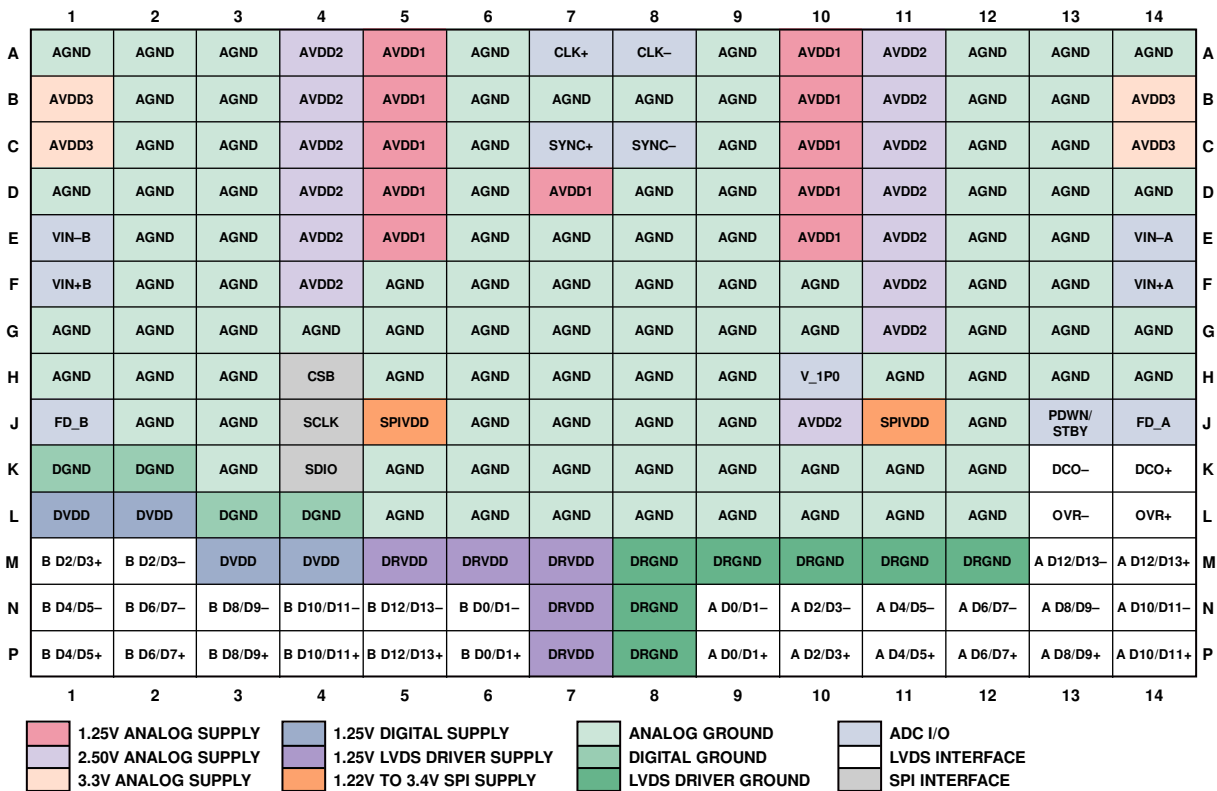 1 2 3 4 5 6 7 8 9 10 11 12 13 14
A AGND AGND AGND AVDD2 AVDD1 AGND CLK+ CLK– AGND AVDD1 AVDD2 AGND AGND AGND A
B AVDD3 AGND AGND AVDD2 AVDD1 AGND AGND AGND AGND AVDD1 AVDD2 AGND AGND AVDD3 B
C AVDD3 AGND AGND AVDD2 AVDD1 AGND SYNC+ SYNC– AGND AVDD1 AVDD2 AGND AGND AVDD3 C
D AGND AGND AGND AVDD2 AVDD1 AGND AVDD1 AGND AGND AVDD1 AVDD2 AGND AGND AGND D
E VIN–B AGND AGND AVDD2 AVDD1 AGND AGND AGND AGND AVDD1 AVDD2 AGND AGND VIN–A E
F VIN+B AGND AGND AVDD2 AGND AGND AGND AGND AGND AGND AVDD2 AGND AGND VIN+A F
G AGND AGND AGND AGND AGND AGND AGND AGND AGND AGND AVDD2 AGND AGND AGND G
H AGND AGND AGND CSB AGND AGND AGND AGND AGND V_1P0 AGND AGND AGND AGND H
J FD_B AGND AGND SCLK SPIVDD AGND AGND AGND AGND AVDD2 SPIVDD AGND PDWN/ STBY FD_A J
K DGND DGND AGND SDIO AGND AGND AGND AGND AGND AGND AGND AGND DCO– DCO+ K
L DVDD DVDD DGND DGND AGND AGND AGND AGND AGND AGND AGND AGND OVR– OVR+ L
M B D2/D3+ B D2/D3– DVDD DVDD DRVDD DRVDD DRVDD DRGND DRGND DRGND DRGND DRGND A D12/D13– A D12/D13+ M
N B D4/D5– B D6/D7– B D8/D9– B D10/D11– B D12/D13– B D0/D1– DRVDD DRGND A D0/D1– A D2/D3– A D4/D5– A D6/D7– A D8/D9– A D10/D11– N
P B D4/D5+ B D6/D7+ B D8/D9+ B D10/D11+ B D12/D13+ B D0/D1+ DRVDD DRGND A D0/D1+ A D2/D3+ A D4/D5+ A D6/D7+ A D8/D9+ A D10/D11+ P
1 2 3 4 5 6 7 8 9 10 11 12 13 14
1.25V ANALOG SUPPLY 1.25V DIGITAL SUPPLY ANALOG GROUND ADC I/O
2.50V ANALOG SUPPLY 1.25V LVDS DRIVER SUPPLY DIGITAL GROUND LVDS INTERFACE
3.3V ANALOG SUPPLY 1.22V TO 3.4V SPI SUPPLY LVDS DRIVER GROUND SPI INTERFACE